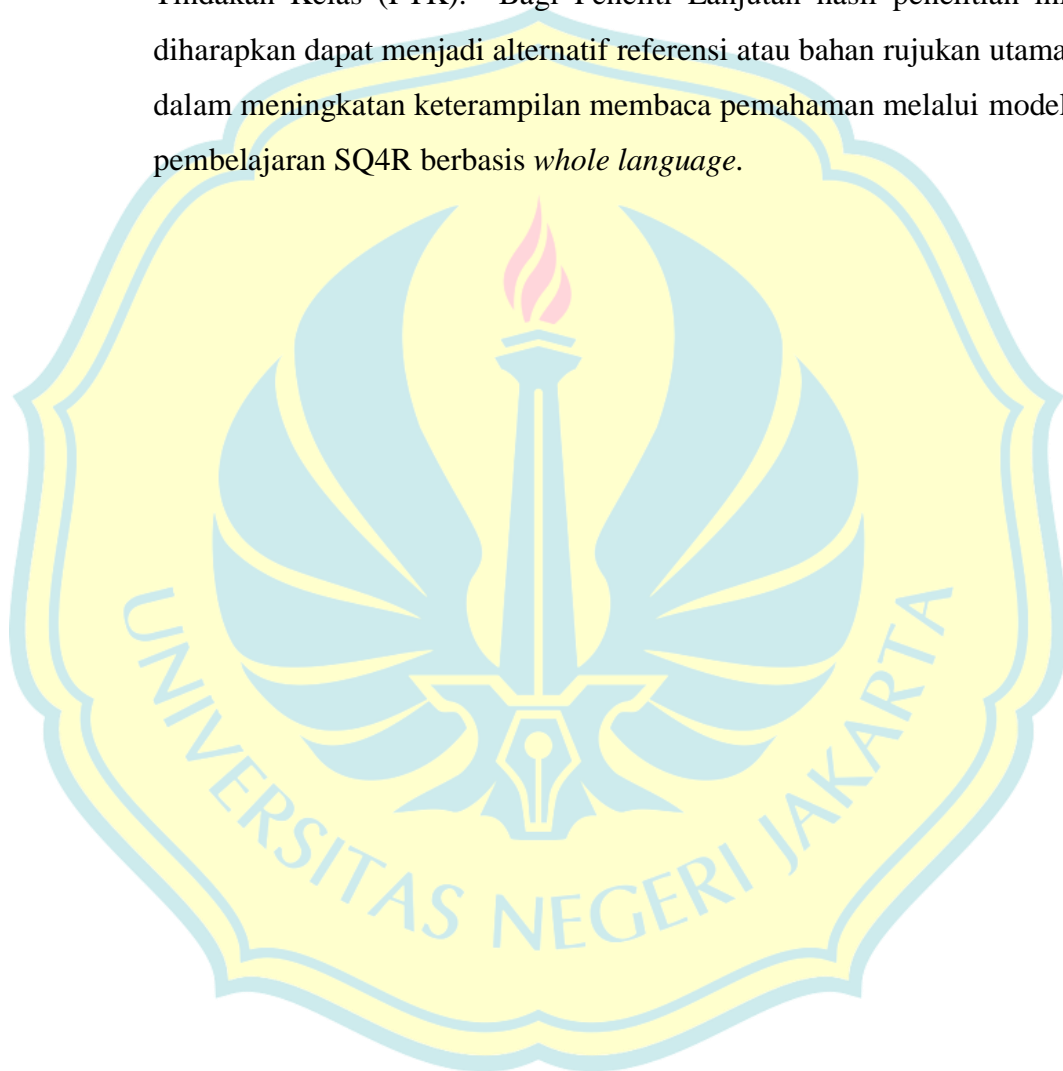 Tindakan Kelas (PTK). Bagi Peneliti Lanjutan hasil penelitian ini
diharapkan dapat menjadi alternatif referensi atau bahan rujukan utama
dalam meningkatan keterampilan membaca pemahaman melalui model
pembelajaran SQ4R berbasis whole language.
UNIVERSITAS NEGERI JAKARTA